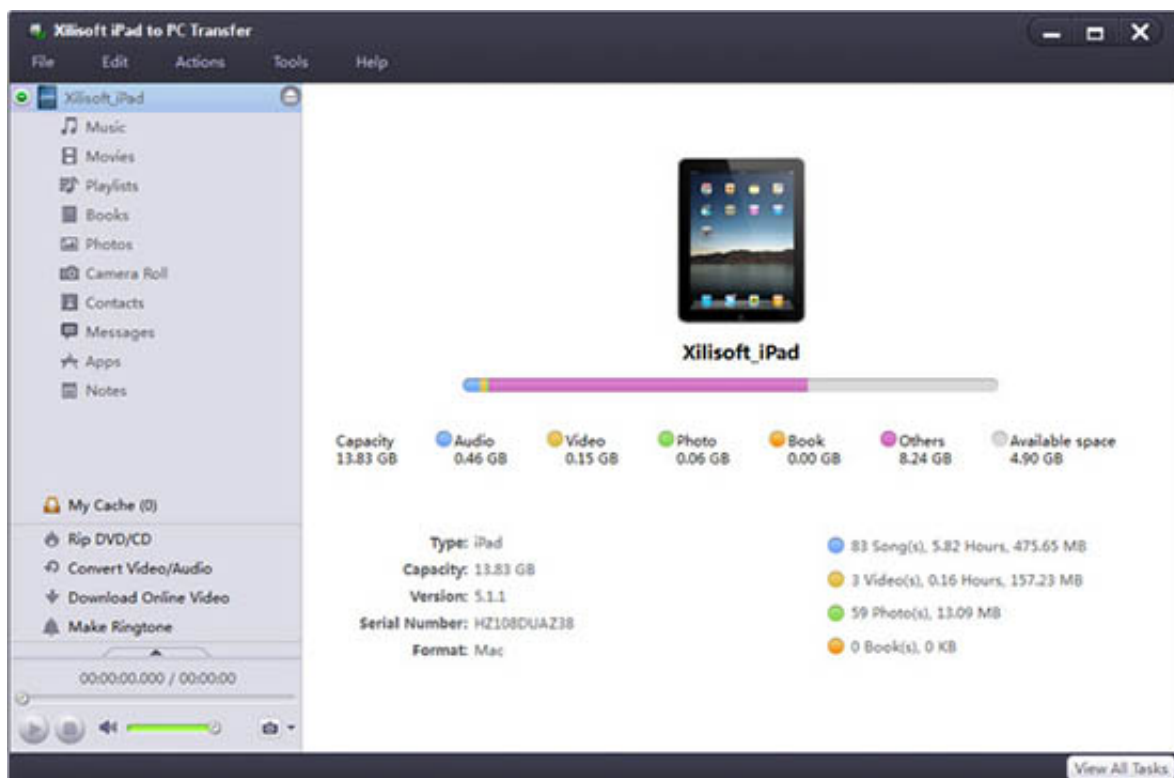 Xilisoft iPad to PC Transfer
File Edit Actions Tools Help
Xilisoft_iPad
Music
Movies
Playlists
Books
Photos
Camera Roll
Contacts
Messages
Apps
Notes
My Cache (0)
Rip DVD/CD
Convert Video/Audio
Download Online Video
Make Ringtone
00:00:00.000 / 00:00:00
Xilisoft_iPad
Capacity Audio Video Photo Book Others Available space
13.83 GB 0.46 GB 0.15 GB 0.06 GB 0.00 GB 8.24 GB 4.90 GB
Type: iPad
Capacity: 13.83 GB
Version: 5.1.1
Serial Number: HZ108DUAZ38
Format: Mac
83 Song(s), 5.82 Hours, 475.65 MB
3 Video(s), 0.16 Hours, 157.23 MB
59 Photo(s), 13.09 MB
0 Book(s), 0 KB
View All Tasks